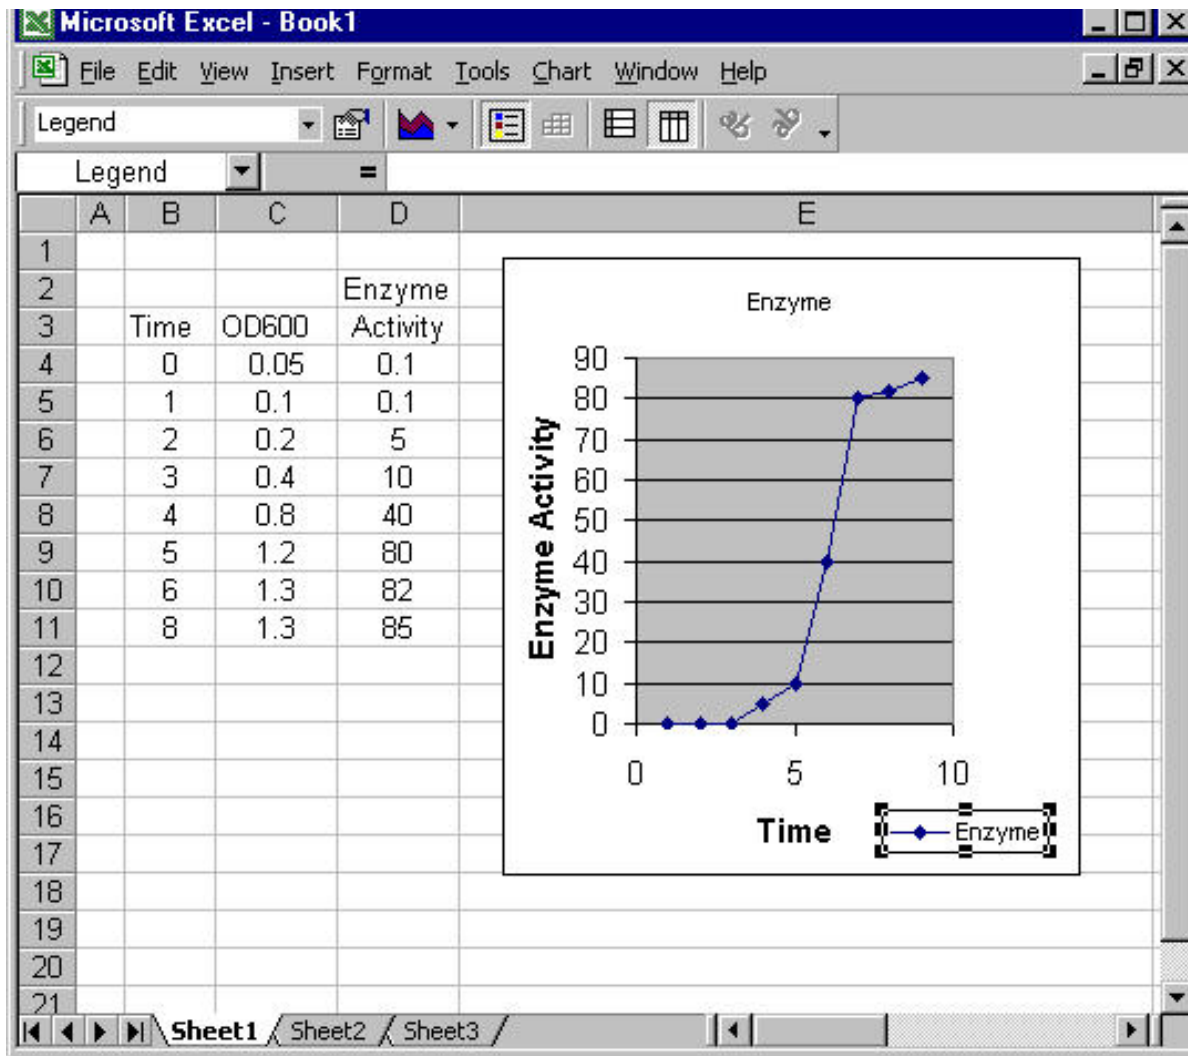 Microsoft Excel - Book1
File Edit View Insert Format Tools Chart Window Help
Legend
Legend =
A B C D E
1
2 Enzyme
3 Time OD600 Activity
4 0 0.05 0.1
5 1 0.1 0.1
6 2 0.2 5
7 3 0.4 10
8 4 0.8 40
9 5 1.2 80
10 6 1.3 82
11 8 1.3 85
12
13
14
15
16
17
18
19
20
21
Enzyme
Enzyme Activity
90
80
70
60
50
40
30
20
10
0
0 5 10
Time
Enzyme
Sheet1 Sheet2 Sheet3